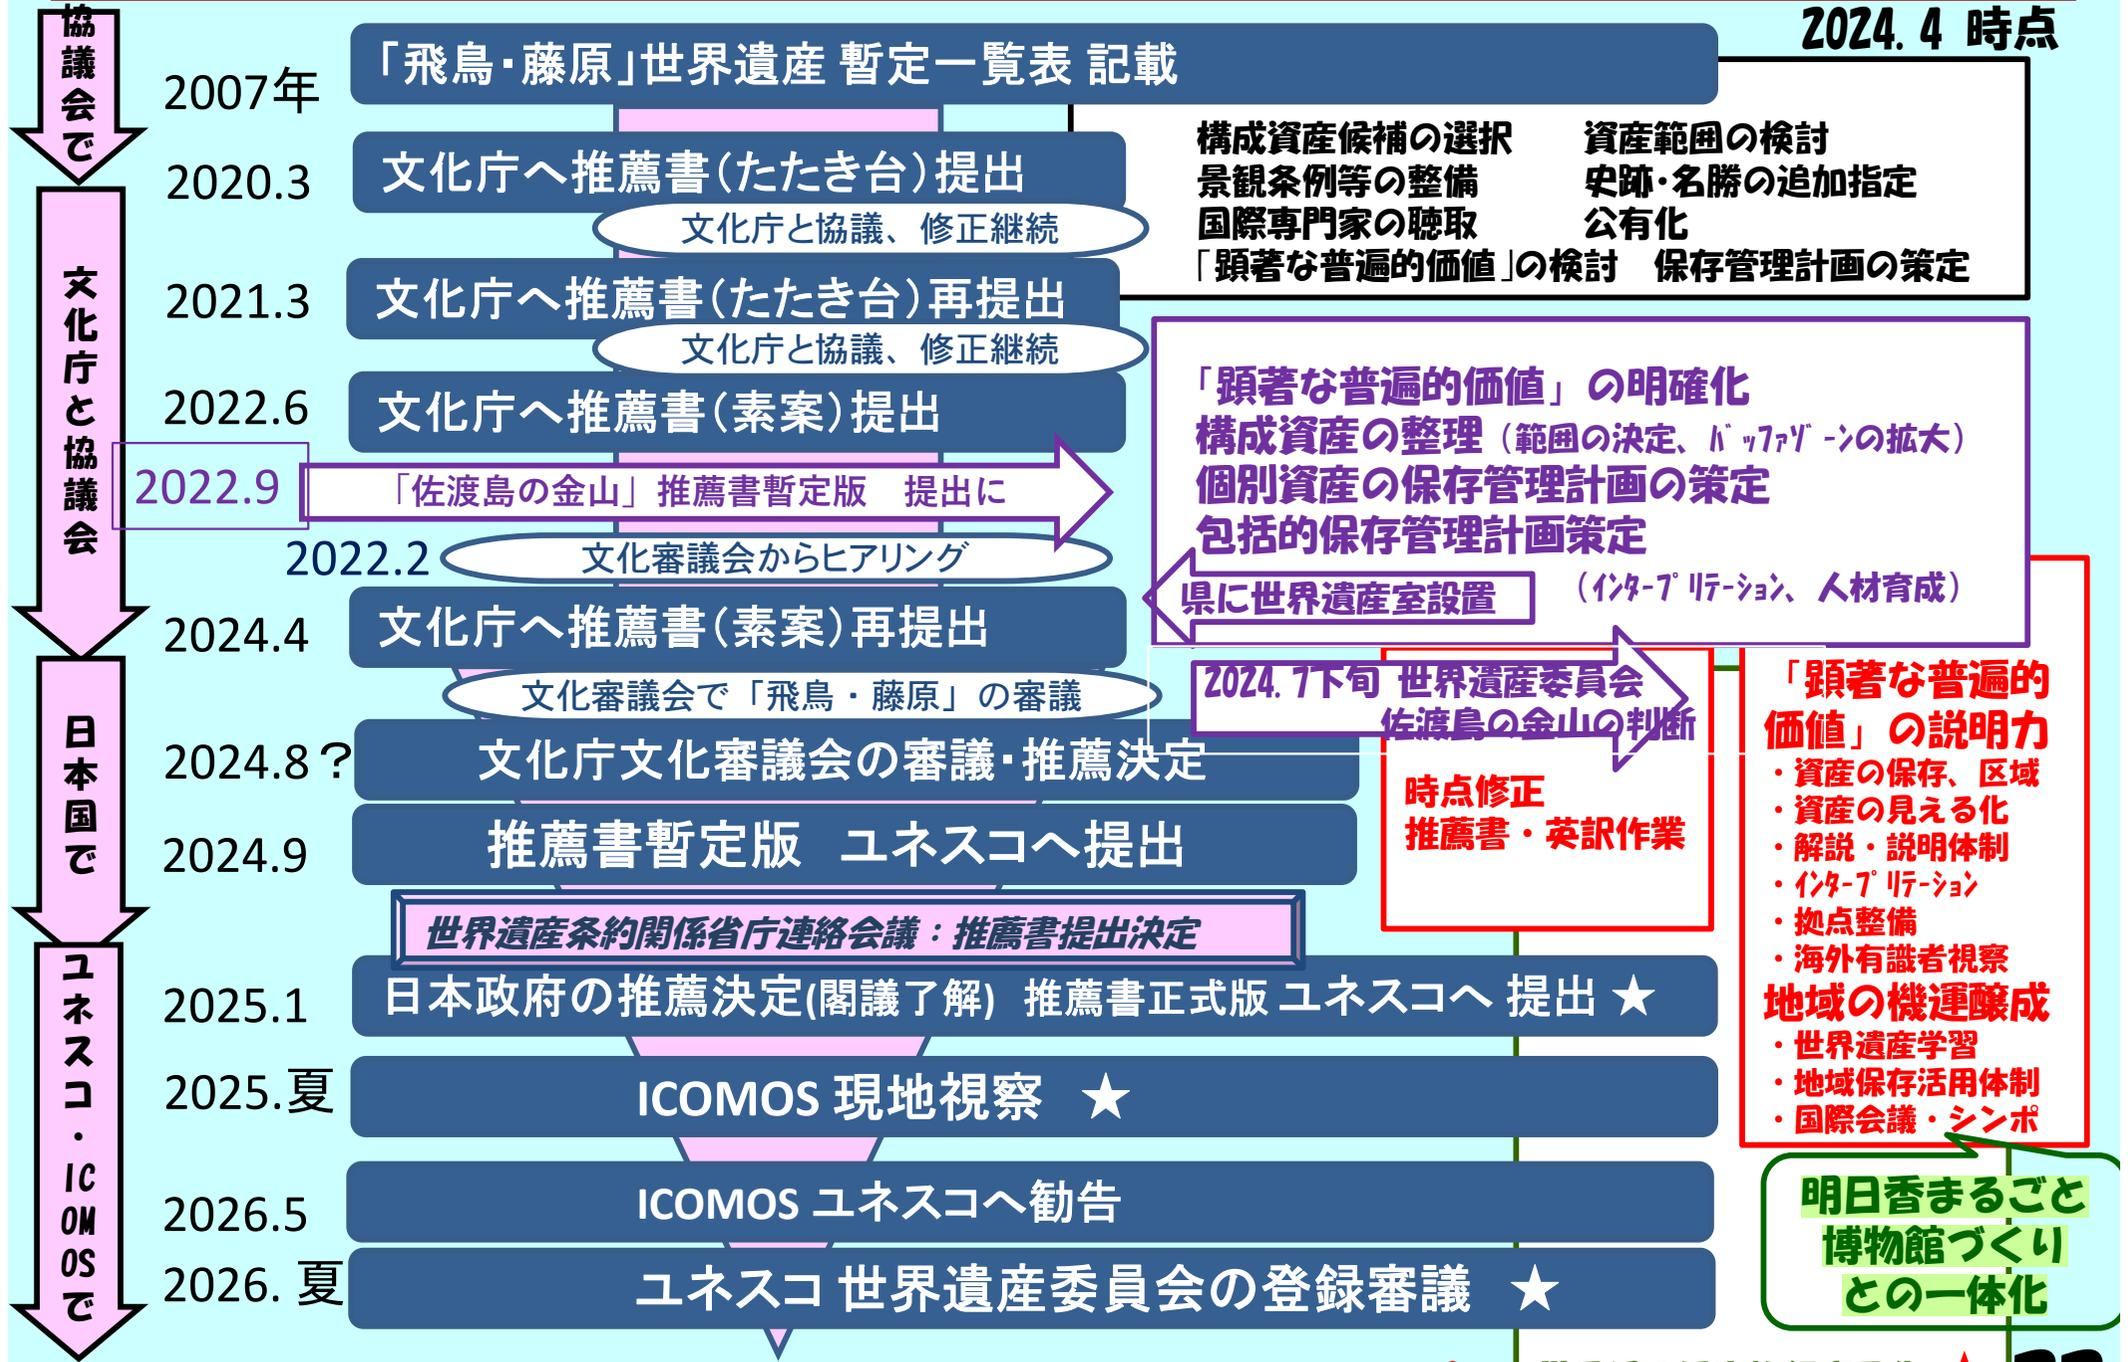 2024.4 時点
協議会で
2007年
「飛鳥・藤原」世界遺産 暫定一覧表 記載
2020.3
文化庁へ推薦書(たたき台)提出
文化庁と協議、修正継続
構成資産候補の選択 資産範囲の検討
景観条例等の整備 史跡・名勝の追加指定
国際専門家の聴取 公有化
「顕著な普遍的価値」の検討 保存管理計画の策定
文化庁と協議会
2021.3
文化庁へ推薦書(たたき台)再提出
文化庁と協議、修正継続
2022.6
文化庁へ推薦書(素案)提出
2022.9
「佐渡島の金山」推薦書暫定版 提出に
「顕著な普遍的価値」の明確化
構成資産の整理(範囲の決定、ﾊﾞｯﾌｧｿﾞｰﾝの拡大)
個別資産の保存管理計画の策定
包括的保存管理計画策定
(ｲﾝﾀｰﾌﾟﾘﾃｰｼｮﾝ、人材育成)
県に世界遺産室設置
2022.2
文化審議会からヒアリング
2024.4
文化庁へ推薦書(素案)再提出
文化審議会で「飛鳥・藤原」の審議
2024.7下旬 世界遺産委員会
佐渡島の金山の判断
日本国で
2024.8？
文化庁文化審議会の審議・推薦決定
2024.9
推薦書暫定版 ユネスコへ提出
時点修正
推薦書・英訳作業
世界遺産条約関係省庁連絡会議：推薦書提出決定
「顕著な普遍的
価値」の説明力
・資産の保存、区域
・資産の見える化
・解説・説明体制
・ｲﾝﾀｰﾌﾟﾘﾃｰｼｮﾝ
・拠点整備
・海外有識者視察
地域の機運醸成
・世界遺産学習
・地域保存活用体制
・国際会議・シンポ
ユネスコ・ICOMOSで
2025.1
日本政府の推薦決定(閣議了解) 推薦書正式版 ユネスコへ 提出 ★
2025.夏
ICOMOS 現地視察 ★
2026.5
ICOMOS ユネスコへ勧告
2026. 夏
ユネスコ 世界遺産委員会の登録審議 ★
明日香まるごと
博物館づくり
との一体化